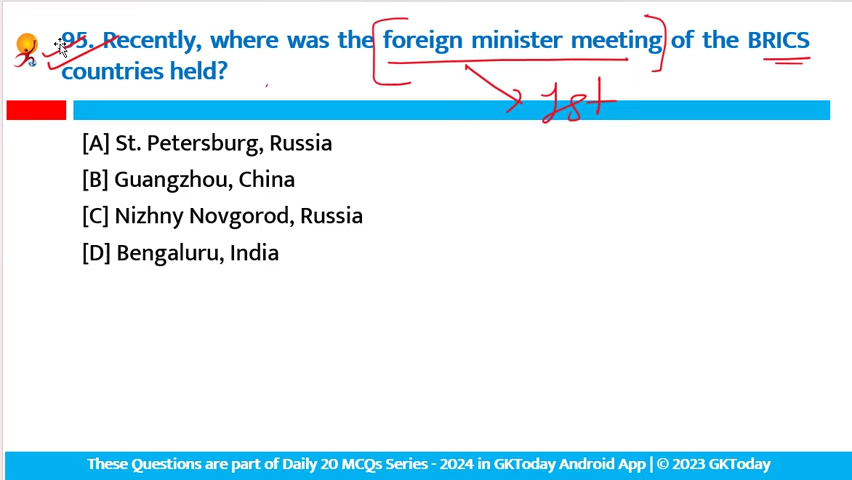 95. Recently, where was the foreign minister meeting of the BRICS
countries held?
1st
[A] St. Petersburg, Russia
[B] Guangzhou, China
[C] Nizhny Novgorod, Russia
[D] Bengaluru, India
These Questions are part of Daily 20 MCQs Series - 2024 in GKToday Android App | © 2023 GKToday